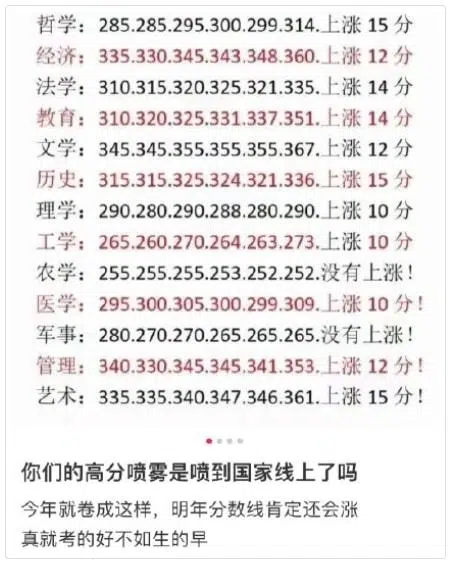 哲学：285.285.295.300.299.314.上涨 15 分
经济：335.330.345.343.348.360.上涨 12 分
法学：310.315.320.325.321.335.上涨 14 分
教育：310.320.325.331.337.351.上涨 14 分
文学：345.345.355.355.355.367.上涨 12 分
历史：315.315.325.324.321.336.上涨 15 分
理学：290.280.290.288.280.290.上涨 10 分
工学：265.260.270.264.263.273.上涨 10 分
农学：255.255.255.253.252.252.没有上涨！
医学：295.300.305.300.299.309.上涨 10 分！
军事：280.270.270.265.265.265.没有上涨！
管理：340.330.345.345.341.353.上涨 12 分！
艺术：335.335.340.347.346.361.上涨 15 分！
你们的高分喷雾是喷到国家线上了吗
今年就卷成这样，明年分数线肯定还会涨
真就考的好不如生的早